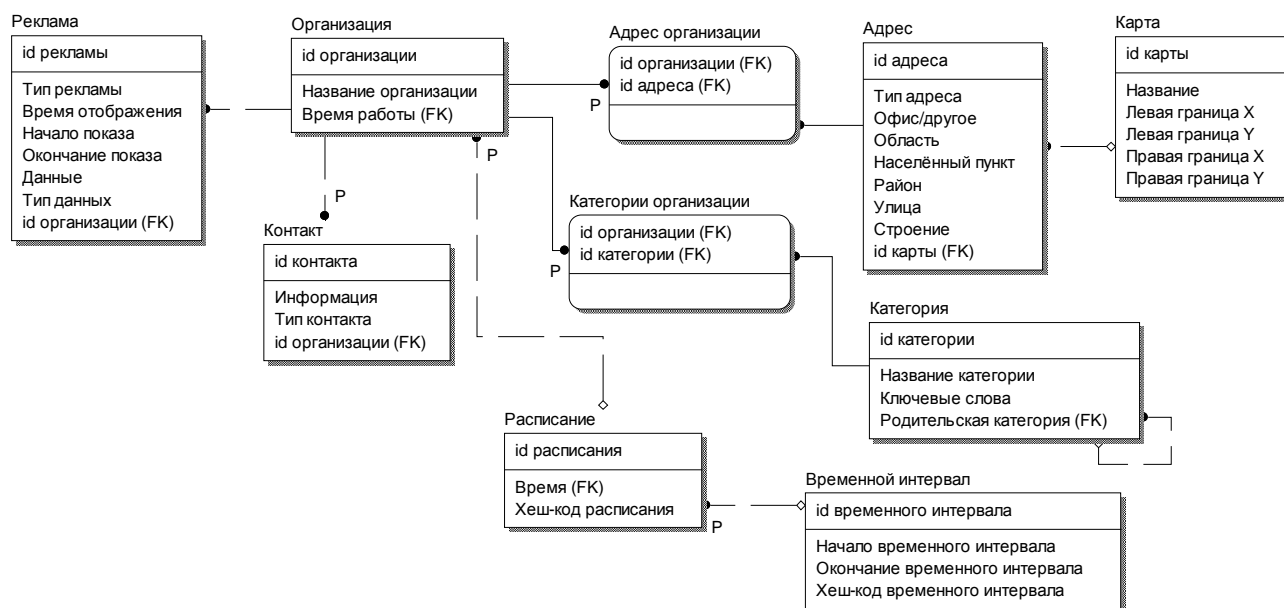 Реклама
id рекламы
Тип рекламы
Время отображения
Начало показа
Окончание показа
Данные
Тип данных
id организации (FK)
Организация
id организации
Название организации
Время работы (FK)
P
P
Контакт
id контакта
Информация
Тип контакта
id организации (FK)
Адрес организации
id организации (FK)
id адреса (FK)
P
Категории организации
id организации (FK)
id категории (FK)
P
Адрес
id адреса
Тип адреса
Офис/другое
Область
Населённый пункт
Район
Улица
Строение
id карты (FK)
Карта
id карты
Название
Левая граница X
Левая граница Y
Правая граница X
Правая граница Y
Категория
id категории
Название категории
Ключевые слова
Родительская категория (FK)
Расписание
id расписания
Время (FK)
Хеш-код расписания
P
Временной интервал
id временного интервала
Начало временного интервала
Окончание временного интервала
Хеш-код временного интервала